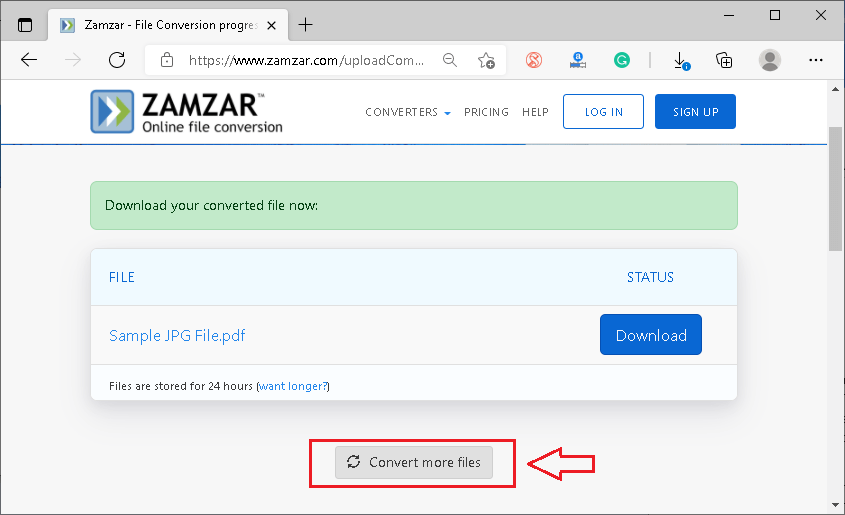 Zamzar - File Conversion progre
https://www.zamzar.com/uploadCom...
ZAMZAR™
Online file conversion
CONVERTERS
PRICING
HELP
LOG IN
SIGN UP
Download your converted file now:
FILE
STATUS
Sample JPG File.pdf
Download
Files are stored for 24 hours (want longer?)
Convert more files